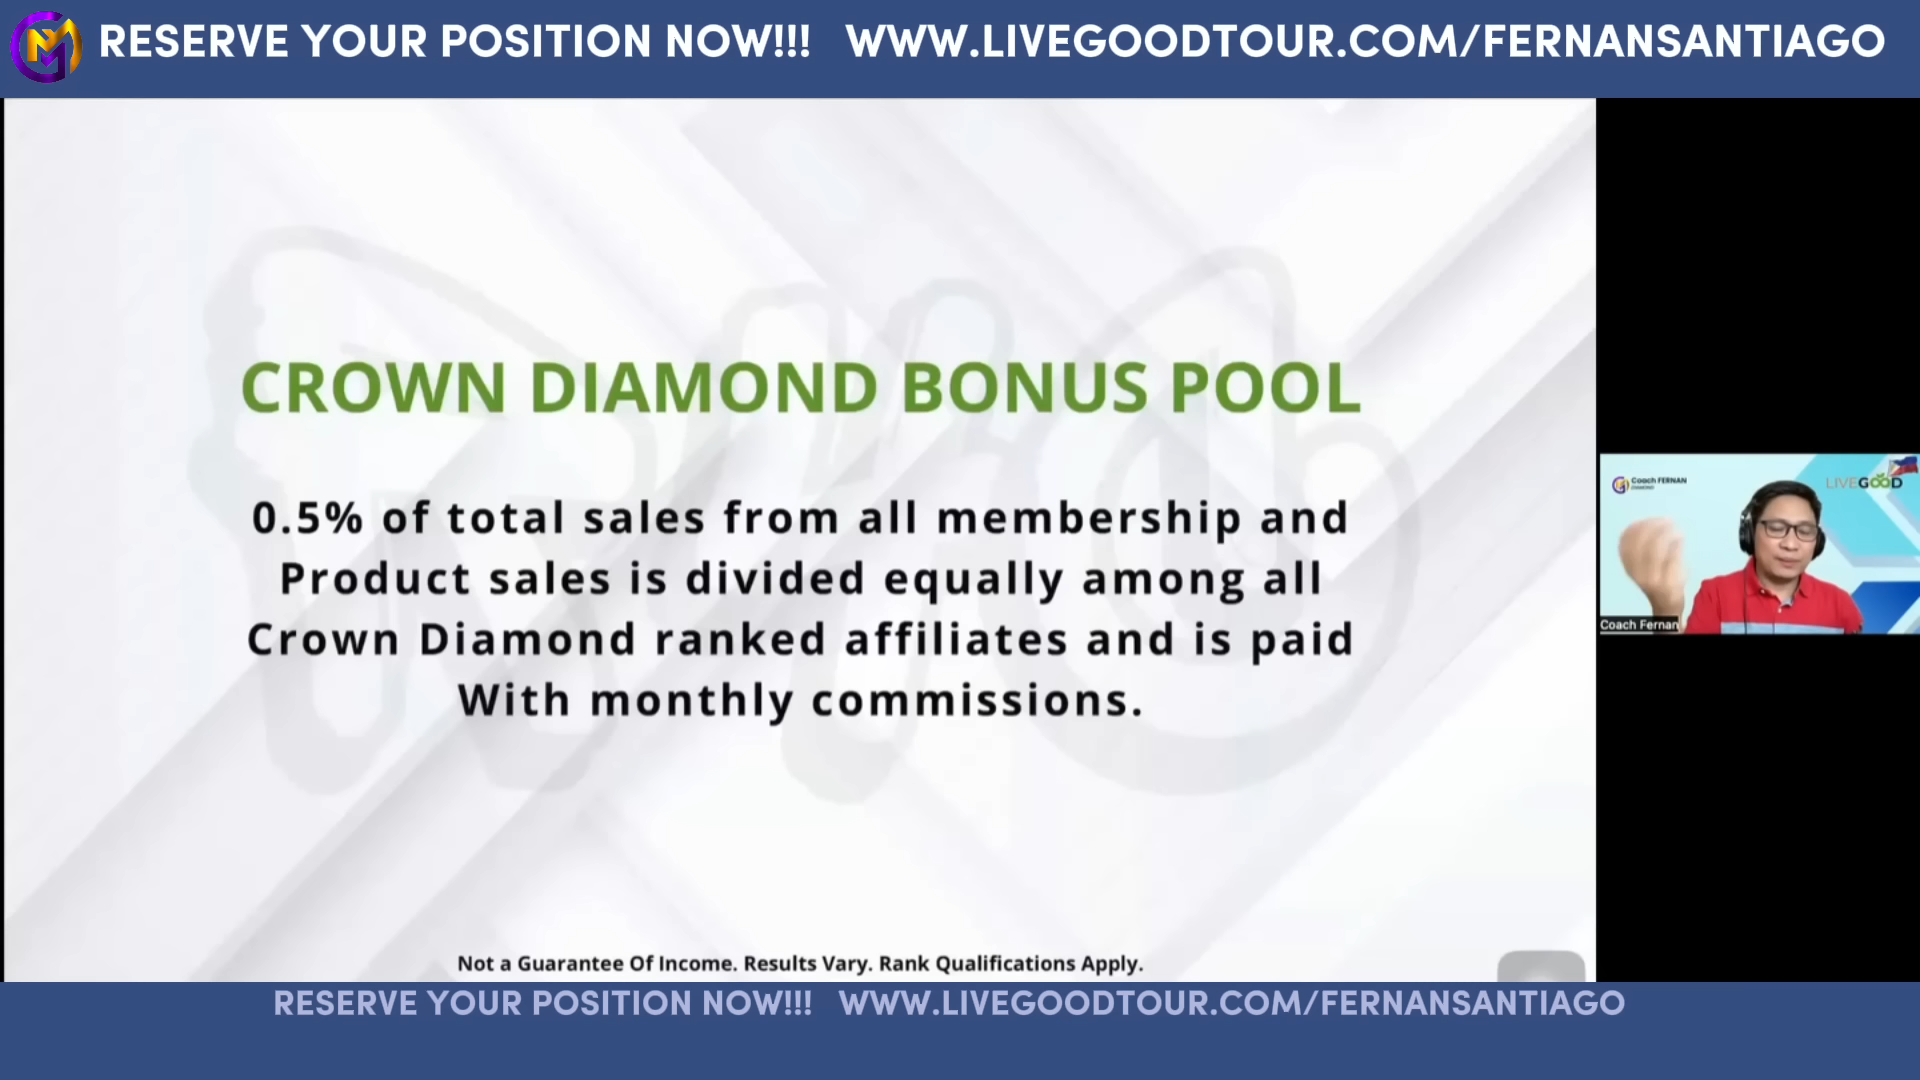 RESERVE YOUR POSITION NOW!!! WWW.LIVEGOODTOUR.COM/FERNANSANTIAGO
CROWN DIAMOND BONUS POOL
0.5% of total sales from all membership and
Product sales is divided equally among all
Crown Diamond ranked affiliates and is paid
With monthly commissions.
Not a Guarantee Of Income. Results Vary. Rank Qualifications Apply.
Coach FERNAN
DIAMOND
LIVEGOOD
Coach Fernan
RESERVE YOUR POSITION NOW!!! WWW.LIVEGOODTOUR.COM/FERNANSANTIAGO